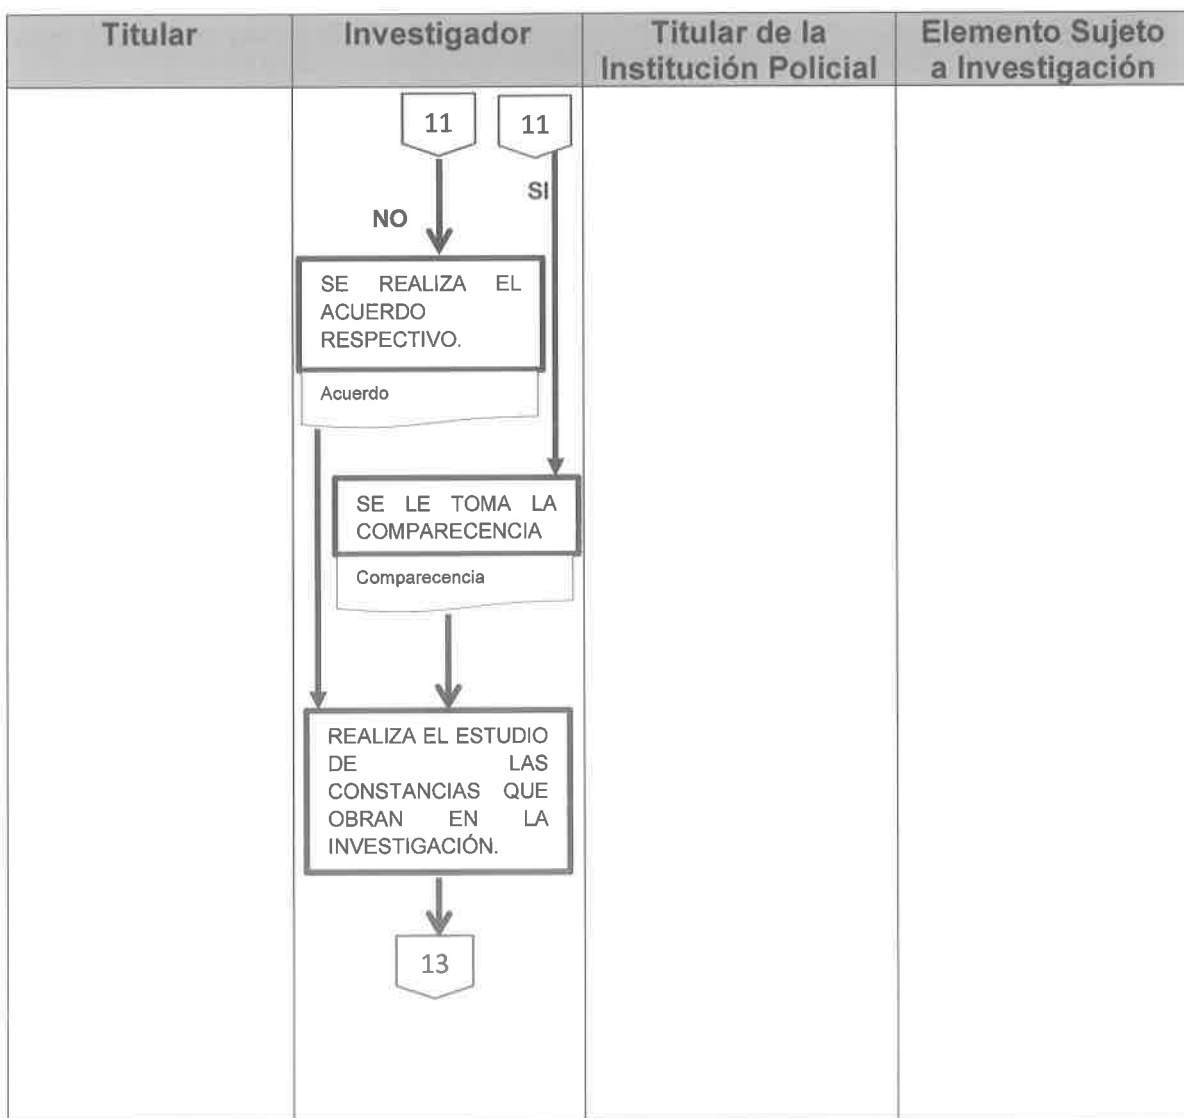 Titular
Investigador
Titular de la
Institución Policial
Elemento Sujeto
a Investigación
11
11
SI
NO
SE REALIZA EL
ACUERDO
RESPECTIVO.
Acuerdo
SE LE TOMA LA
COMPARECENCIA
Comparecencia
REALIZA EL ESTUDIO
DE LAS
CONSTANCIAS QUE
OBRAN EN LA
INVESTIGACIÓN.
13